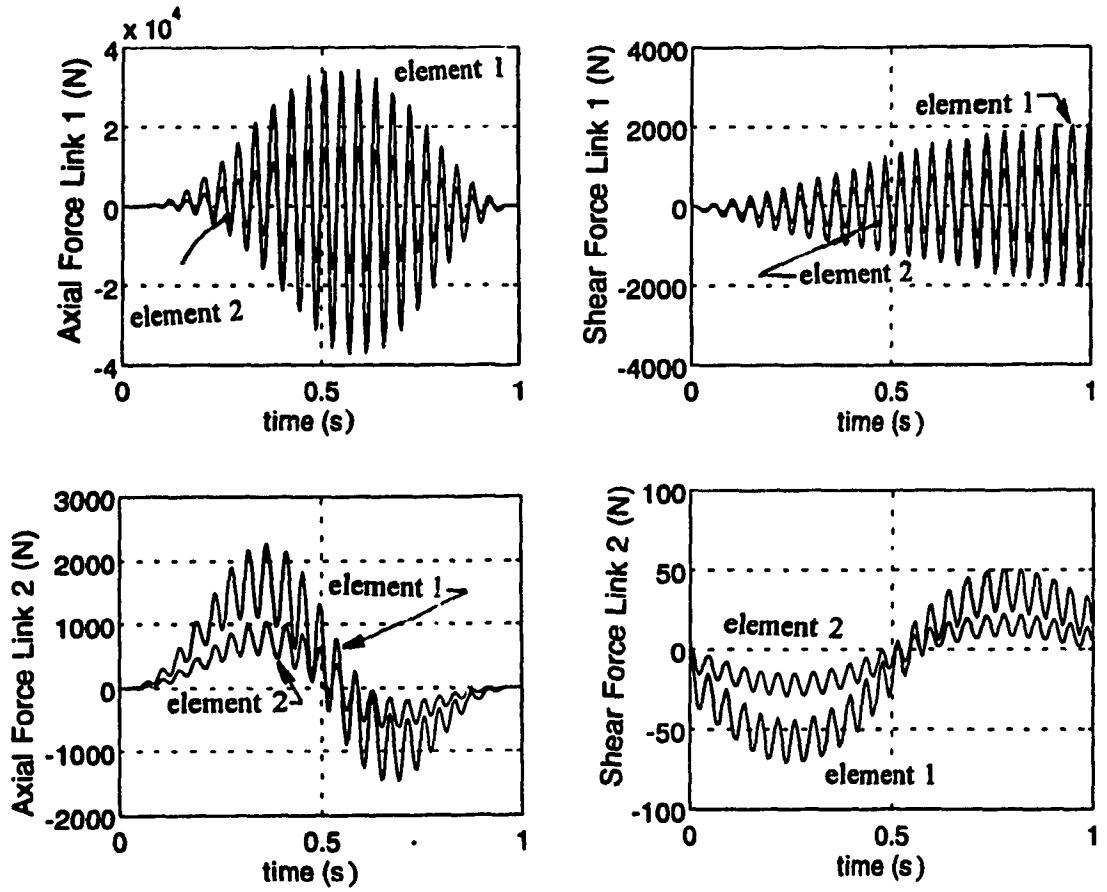 x 10⁴
Axial Force Link 1 (N)
4
2
0
-2
-4
element 1
element 2
0 0.5 1
time (s)
Shear Force Link 1 (N)
4000
2000
0
-2000
-4000
element 1
element 2
0 0.5 1
time (s)
Axial Force Link 2 (N)
3000
2000
1000
0
-1000
-2000
element 1
element 2
0 0.5 1
time (s)
Shear Force Link 2 (N)
100
50
0
-50
-100
element 2
element 1
0 0.5 1
time (s)